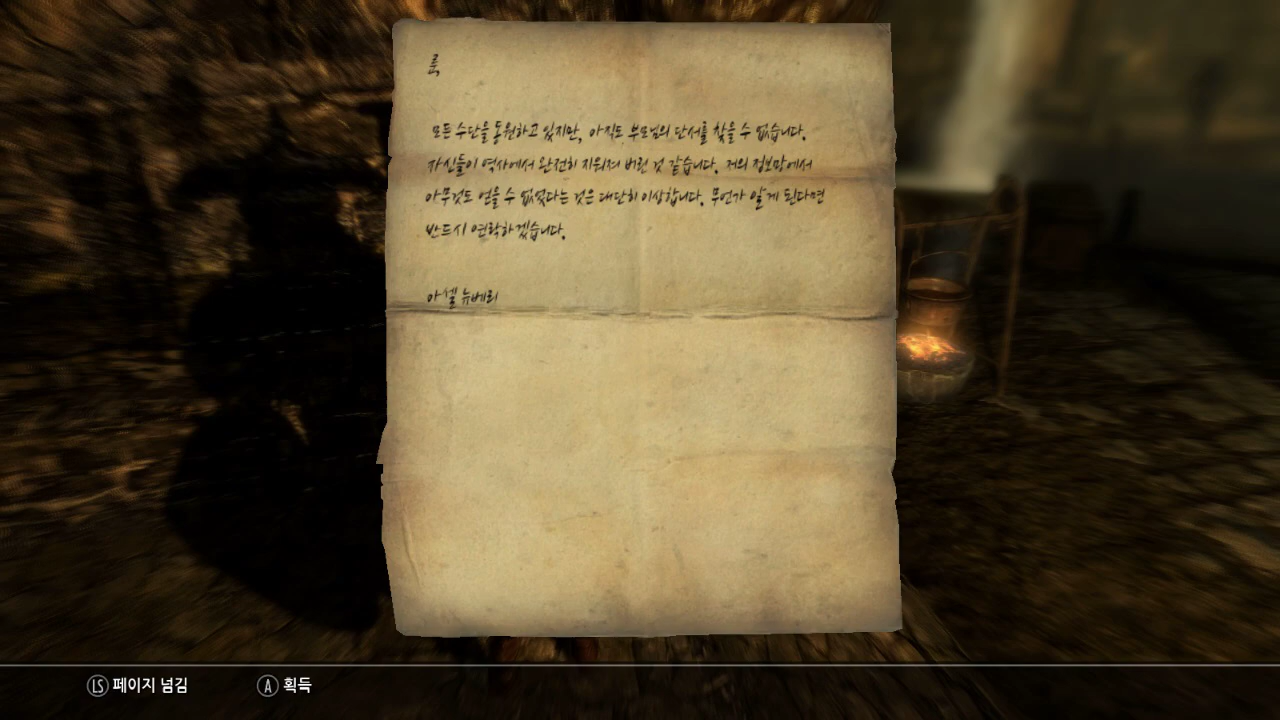 룬,
모든 수단을 동원하고 있지만, 아직도 부모님의 단서를 찾을 수 없습니다.
자신들이 역사에서 완전히 지워져 버린 것 같습니다. 저의 정보망에서
아무것도 얻을 수 없었다는 것은 대단히 이상합니다. 무언가 알게 된다면
반드시 연락하겠습니다.
아셀 뉴베리
LS 페이지 넘김
A 획득